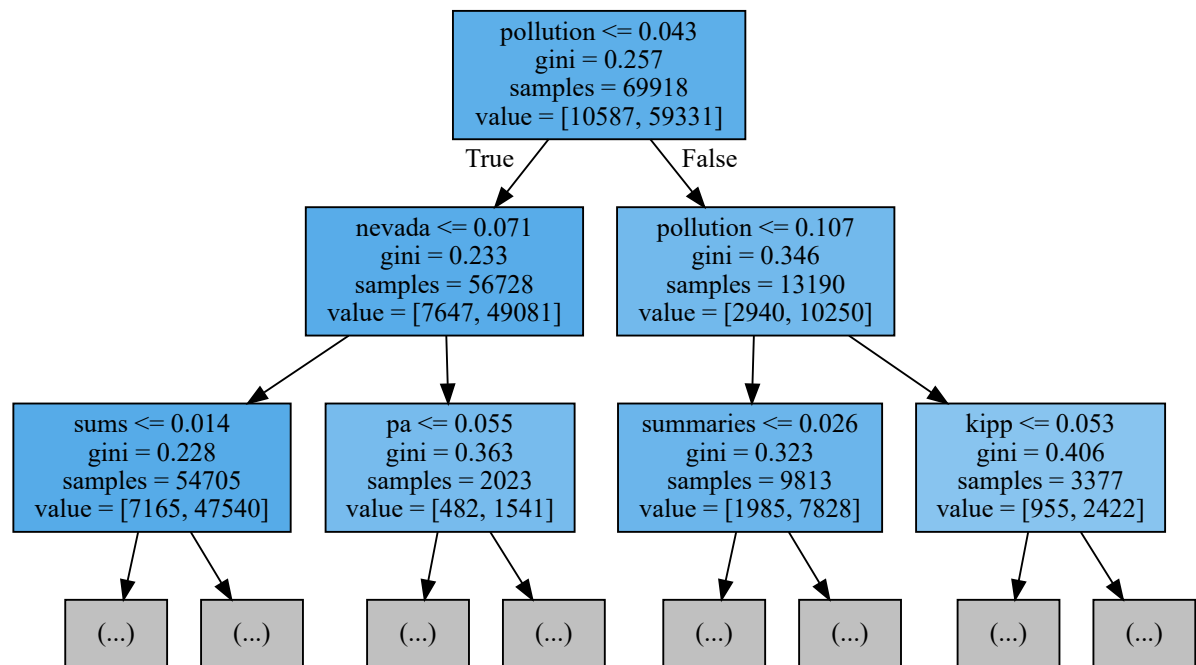 pollution <= 0.043
gini = 0.257
samples = 69918
value = [10587, 59331]
True
False
nevada <= 0.071
gini = 0.233
samples = 56728
value = [7647, 49081]
pollution <= 0.107
gini = 0.346
samples = 13190
value = [2940, 10250]
sums <= 0.014
gini = 0.228
samples = 54705
value = [7165, 47540]
pa <= 0.055
gini = 0.363
samples = 2023
value = [482, 1541]
summaries <= 0.026
gini = 0.323
samples = 9813
value = [1985, 7828]
kipp <= 0.053
gini = 0.406
samples = 3377
value = [955, 2422]
(...)
(...)
(...)
(...)
(...)
(...)
(...)
(...)